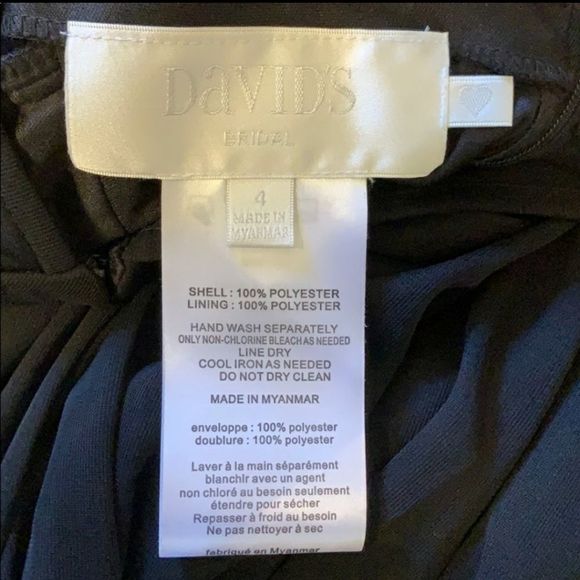 DaVID'S
BRIDAL
4
MADE IN
MYANMAR
SHELL : 100% POLYESTER
LINING : 100% POLYESTER
HAND WASH SEPARATELY
ONLY NON-CHLORINE BLEACH AS NEEDED
LINE DRY
COOL IRON AS NEEDED
DO NOT DRY CLEAN
MADE IN MYANMAR
enveloppe : 100% polyester
doublure : 100% polyester
Laver à la main séparément
blanchir avec un agent
non chloré au besoin seulement
étendre pour sécher
Repasser à froid au besoin
Ne pas nettoyer à sec
fabriqué en Myanmar